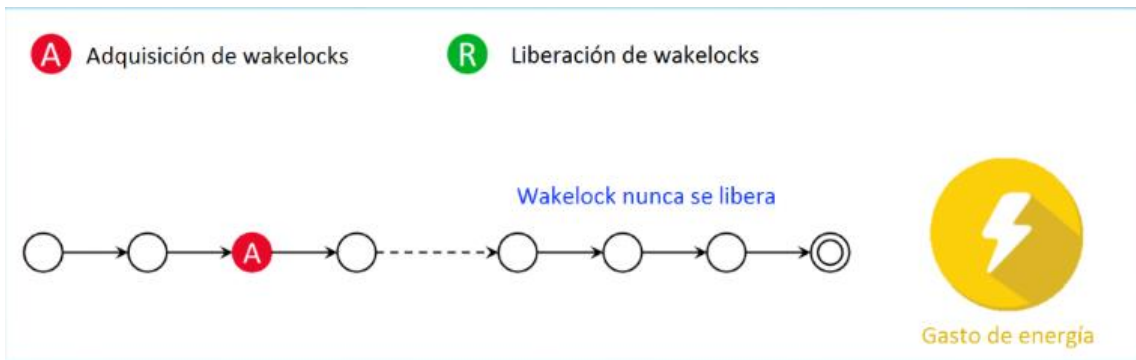 A Adquisición de wakelocks
R Liberación de wakelocks
Wakelock nunca se libera
A
Gasto de energía